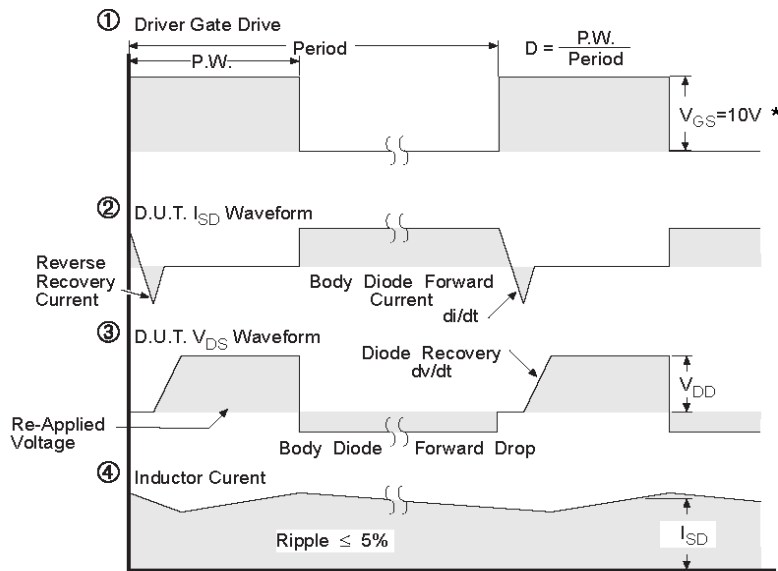 ① Driver Gate Drive
Period
P.W.
D = P.W. / Period
V_GS=10V *
② D.U.T. I_SD Waveform
Reverse
Recovery
Current
Body Diode Forward
Current
di/dt
③ D.U.T. V_DS Waveform
Diode Recovery
dv/dt
V_DD
Re-Applied
Voltage
Body Diode
Forward Drop
④ Inductor Curent
Ripple ≤ 5%
I_SD